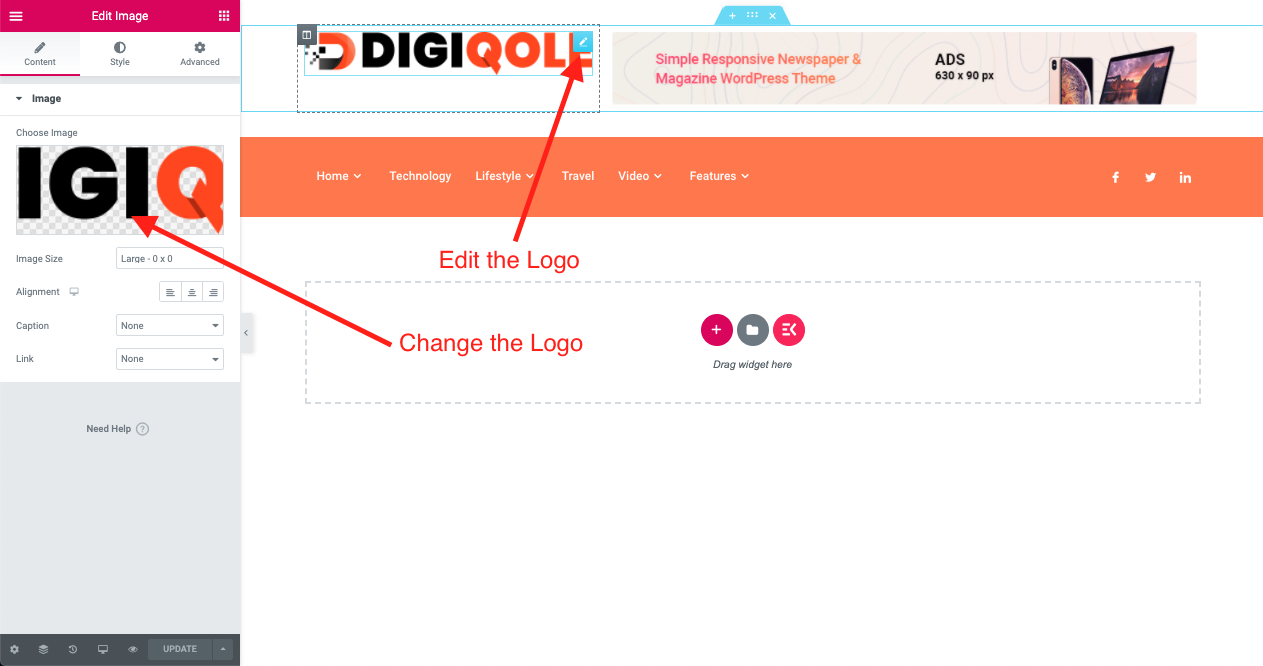 Edit Image
Content
Style
Advanced
Image
Choose Image
IGIQ
Image Size
Large - 0 x 0
Alignment
Caption
None
Link
None
Need Help
UPDATE
DIGIQOLE
Simple Responsive Newspaper &
Magazine WordPress Theme
ADS
630 x 90 px
Home
Technology
Lifestyle
Travel
Video
Features
Edit the Logo
Change the Logo
Drag widget here